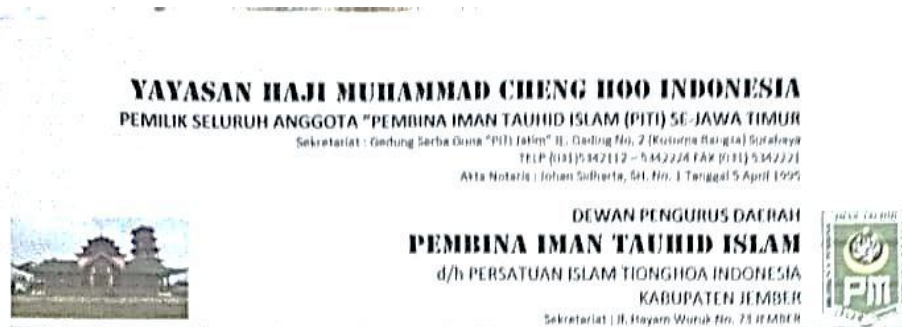 YAYASAN HAJI MUHAMMAD CHENG HOO INDONESIA
PEMILIK SELURUH ANGGOTA "PEMBINA IMAN TAUHID ISLAM (PITI) SE-JAWA TIMUR
Sekretariat : Gedung Serba Guna "PITI Jatim" Jl. Gading No. 2 (Kusuma Bangsa) Surabaya
TELP (031)5342112 – 5342224 FAX (031) 5342221
Akta Notaris : Johan Sidharta, SH. No. 1 Tanggal 5 April 1995
DEWAN PENGURUS DAERAH
PEMBINA IMAN TAUHID ISLAM
d/h PERSATUAN ISLAM TIONGHOA INDONESIA
KABUPATEN JEMBER
Sekretariat : Jl. Hayam Wuruk No. 71 JEMBER
PITI